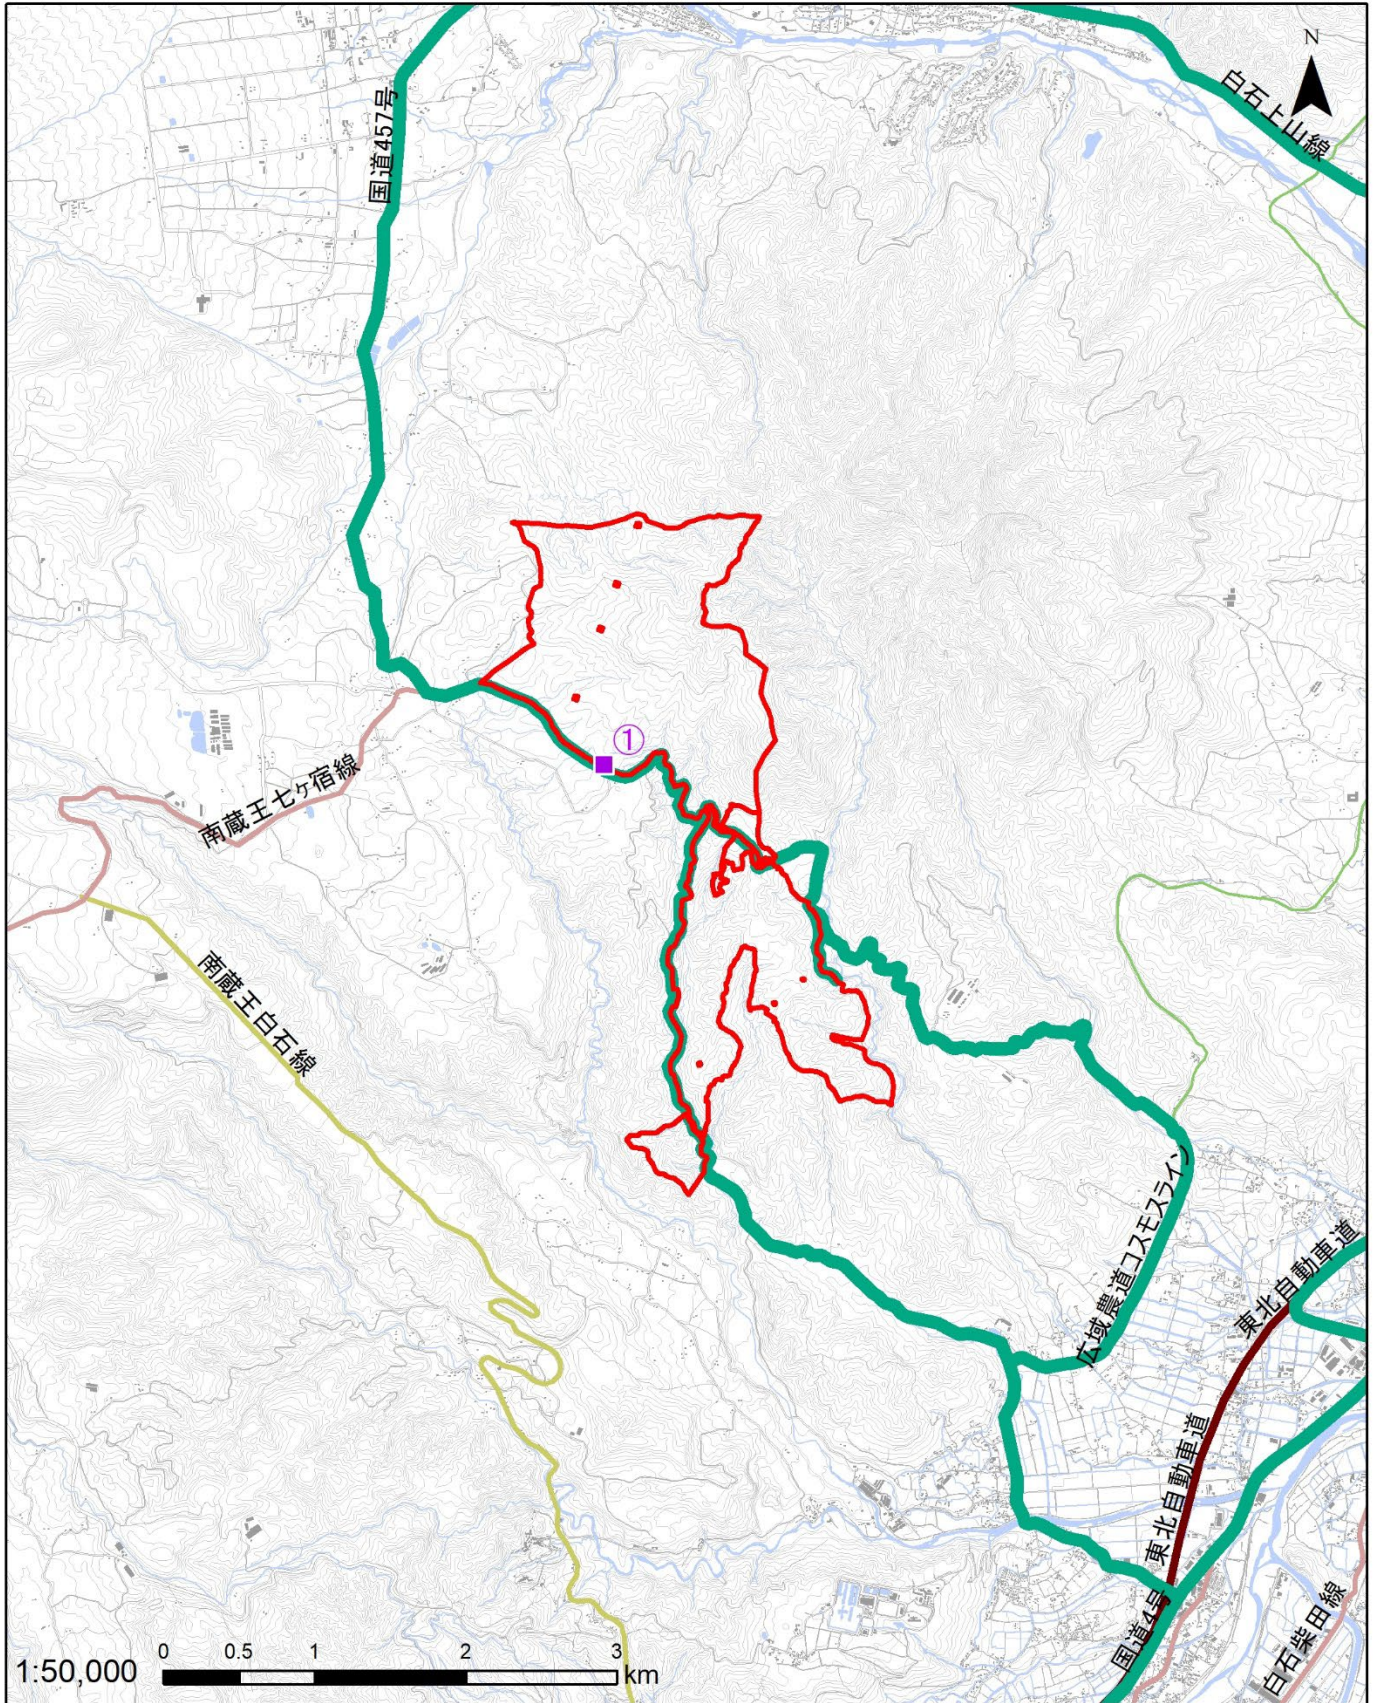 N
白石上山線
国道457号
①
南蔵王七ヶ宿線
南蔵王白石線
広域農道コスモスライン
東北自動車道
東北自動車道
国道4号
白石柴田線
1:50,000
0 0.5 1 2 3
km